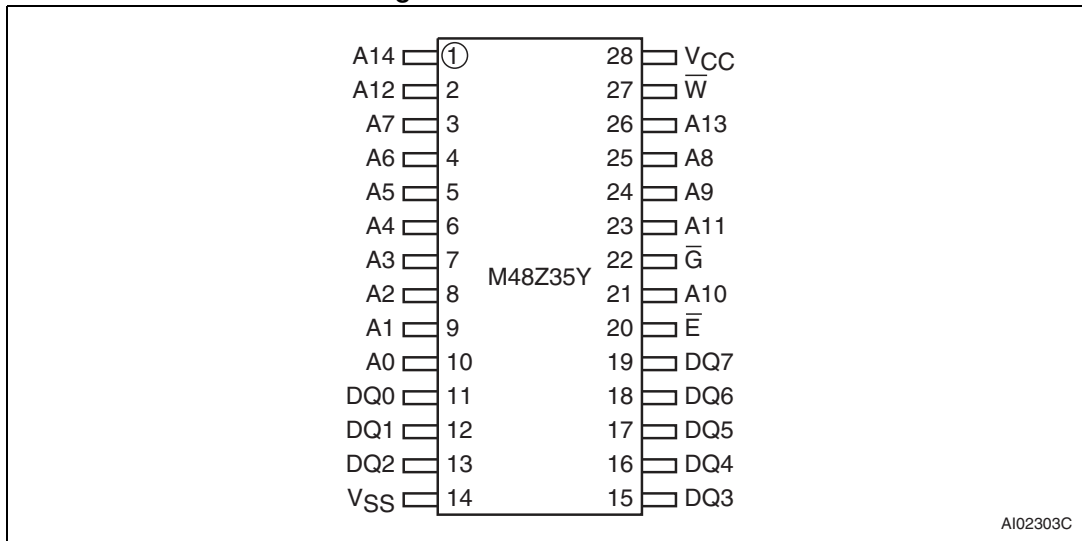 A14 1 28 VCC
A12 2 27 W̅
A7 3 26 A13
A6 4 25 A8
A5 5 24 A9
A4 6 23 A11
A3 7 22 G̅
M48Z35Y
A2 8 21 A10
A1 9 20 E̅
A0 10 19 DQ7
DQ0 11 18 DQ6
DQ1 12 17 DQ5
DQ2 13 16 DQ4
VSS 14 15 DQ3
AI02303C